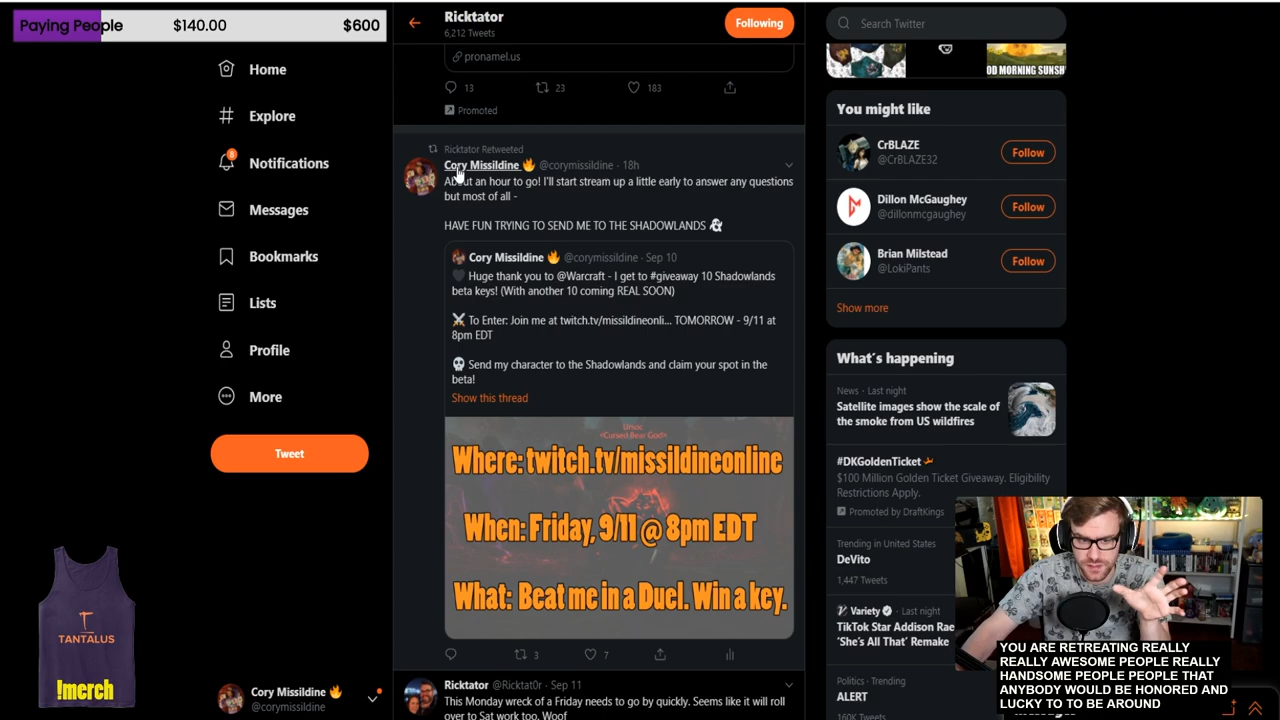 Paying People $140.00 $600
Home
Explore
8
Notifications
Messages
Bookmarks
Lists
Profile
More
Tweet
TANTALUS
!merch
Cory Missildine
@corymissildine
Ricktator
6,212 Tweets
Following
pronamel.us
13 23 183
Promoted
Ricktator Retweeted
Cory Missildine 🔥 @corymissildine · 18h
About an hour to go! I'll start stream up a little early to answer any questions
but most of all -
HAVE FUN TRYING TO SEND ME TO THE SHADOWLANDS 👻
Cory Missildine 🔥 @corymissildine · Sep 10
🖤 Huge thank you to @Warcraft - I get to #giveaway 10 Shadowlands
beta keys! (With another 10 coming REAL SOON)
⚔ To Enter: Join me at twitch.tv/missildineonli... TOMORROW - 9/11 at
8pm EDT
💀 Send my character to the Shadowlands and claim your spot in the
beta!
Show this thread
Ursoc
<Cursed Bear God>
Where: twitch.tv/missildineonline
When: Friday, 9/11 @ 8pm EDT
What: Beat me in a Duel. Win a key.
3 7
Ricktator @Ricktat0r · Sep 11
This Monday wreck of a Friday needs to go by quickly. Seems like it will roll
over to Sat work too. Woof
Search Twitter
OD MORNING SUNSH
You might like
CrBLAZE
@CrBLAZE32
Follow
Dillon McGaughey
@dillonmcgaughey
Follow
Brian Milstead
@LokiPants
Follow
Show more
What's happening
News · Last night
Satellite images show the scale of
the smoke from US wildfires
#DKGoldenTicket
$100 Million Golden Ticket Giveaway. Eligibility
Restrictions Apply.
Promoted by DraftKings
Trending in United States
DeVito
1,447 Tweets
Variety · Last night
TikTok Star Addison Rae
'She's All That' Remake
Politics · Trending
ALERT
160K Tweets
YOU ARE RETREATING REALLY
REALLY AWESOME PEOPLE REALLY
HANDSOME PEOPLE PEOPLE THAT
ANYBODY WOULD BE HONORED AND
LUCKY TO TO BE AROUND